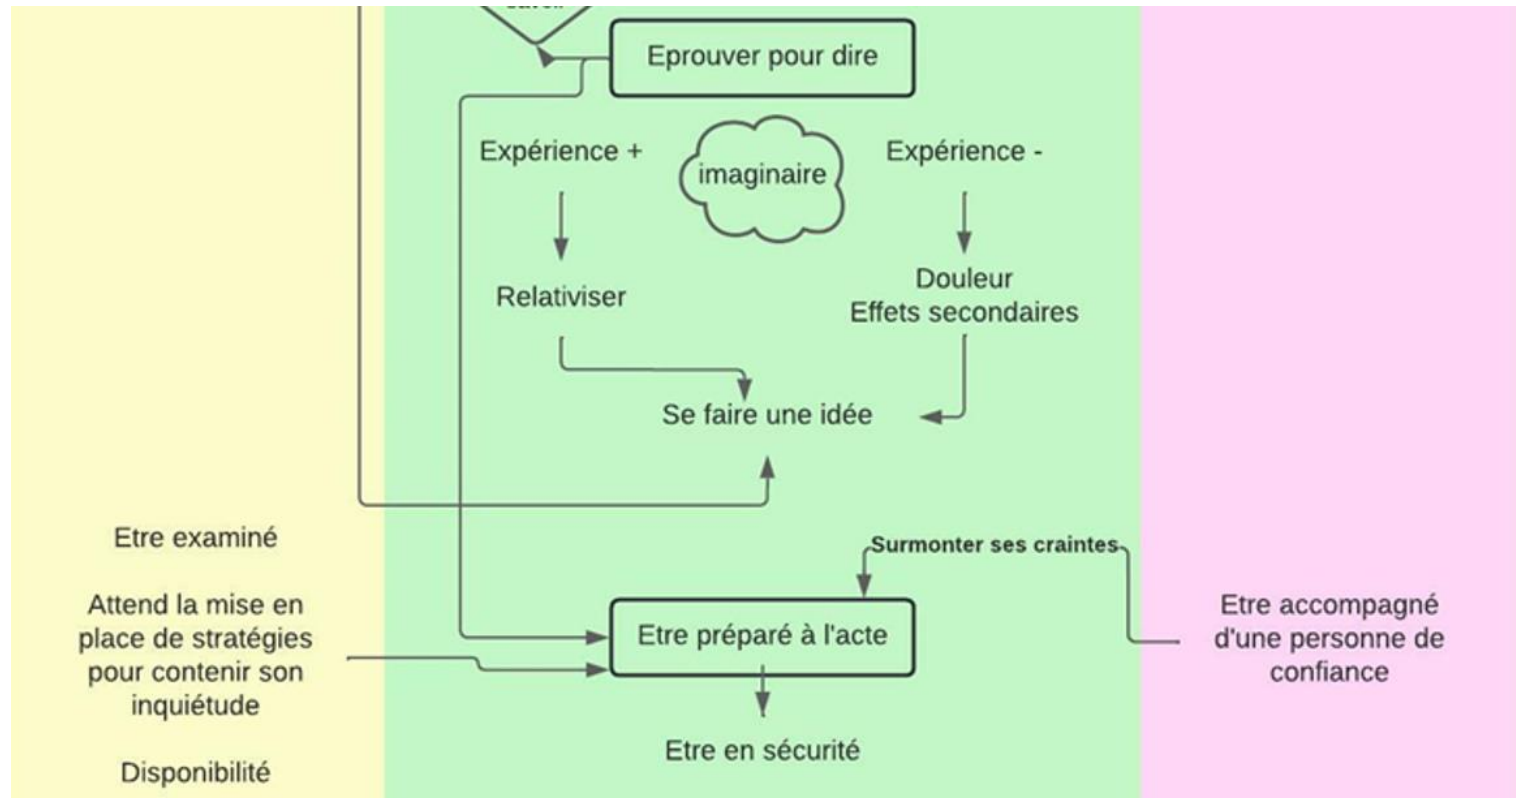 Eprouver pour dire
Expérience +
imaginaire
Expérience -
Relativiser
Douleur
Effets secondaires
Se faire une idée
Etre examiné
Surmonter ses craintes
Attend la mise en
place de stratégies
pour contenir son
inquiétude
Etre préparé à l'acte
Etre accompagné
d'une personne de
confiance
Etre en sécurité
Disponibilité